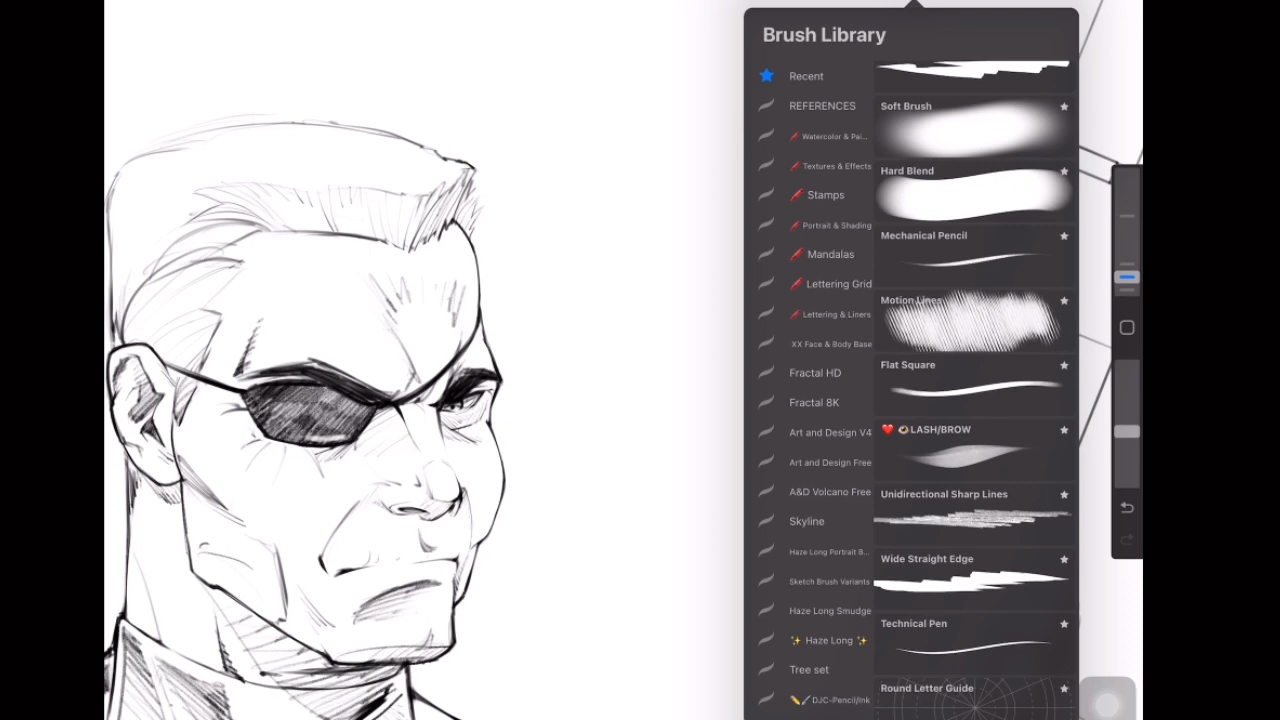 Brush Library
Recent
REFERENCES
Watercolor & Pai...
Textures & Effects
Stamps
Portrait & Shading
Mandalas
Lettering Grid
Lettering & Liners
XX Face & Body Base
Fractal HD
Fractal 8K
Art and Design V4
Art and Design Free
A&D Volcano Free
Skyline
Haze Long Portrait B...
Sketch Brush Variants
Haze Long Smudge
✨ Haze Long ✨
Tree set
✏️🖌️ DJC-Pencil/Ink
Soft Brush
Hard Blend
Mechanical Pencil
Motion Lines
Flat Square
❤️ 👁️LASH/BROW
Unidirectional Sharp Lines
Wide Straight Edge
Technical Pen
Round Letter Guide